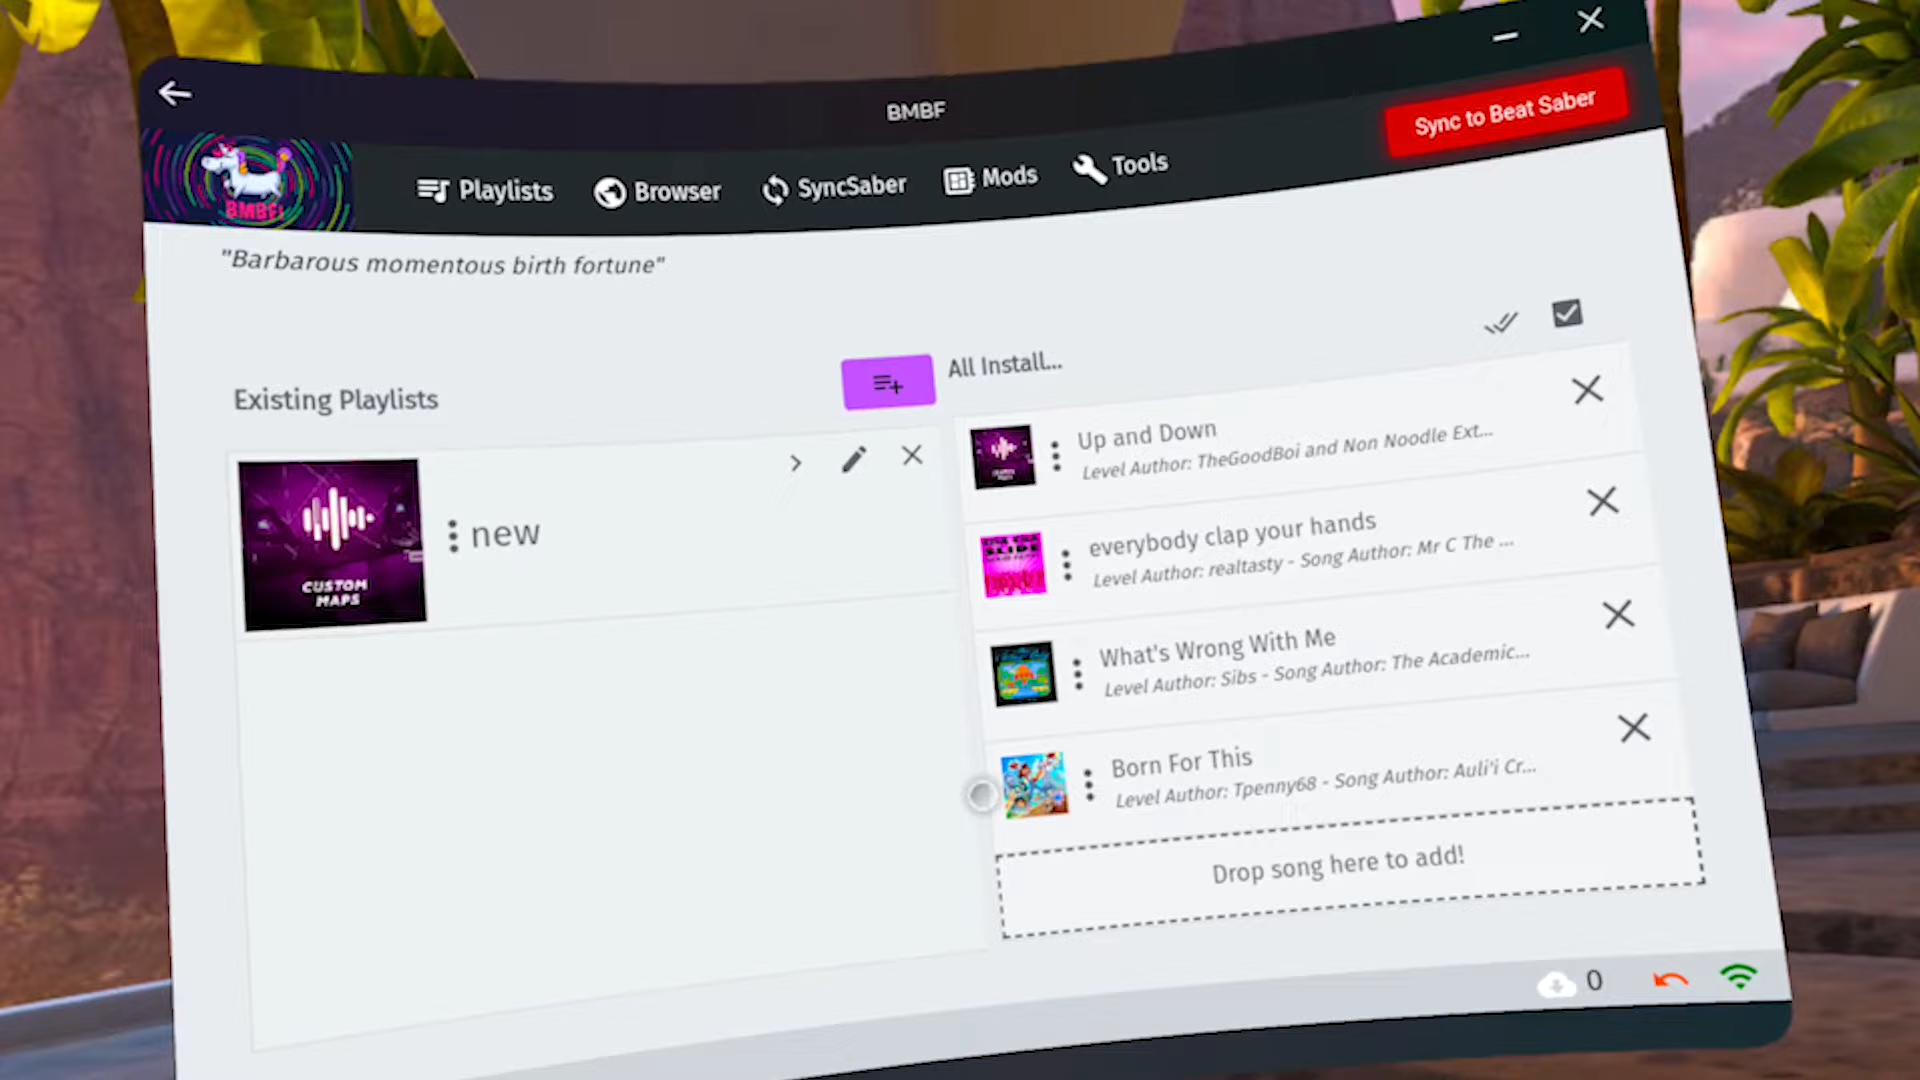 BMBF
Sync to Beat Saber
BMBF!
Playlists
Browser
SyncSaber
Mods
Tools
"Barbarous momentous birth fortune"
Existing Playlists
All Install...
CUSTOM
MAPS
new
Up and Down
Level Author: TheGoodBoi and Non Noodle Ext...
everybody clap your hands
Level Author: realtasty - Song Author: Mr C The ...
What's Wrong With Me
Level Author: Sibs - Song Author: The Academic...
Born For This
Level Author: Tpenny68 - Song Author: Auli'i Cr...
Drop song here to add!
0